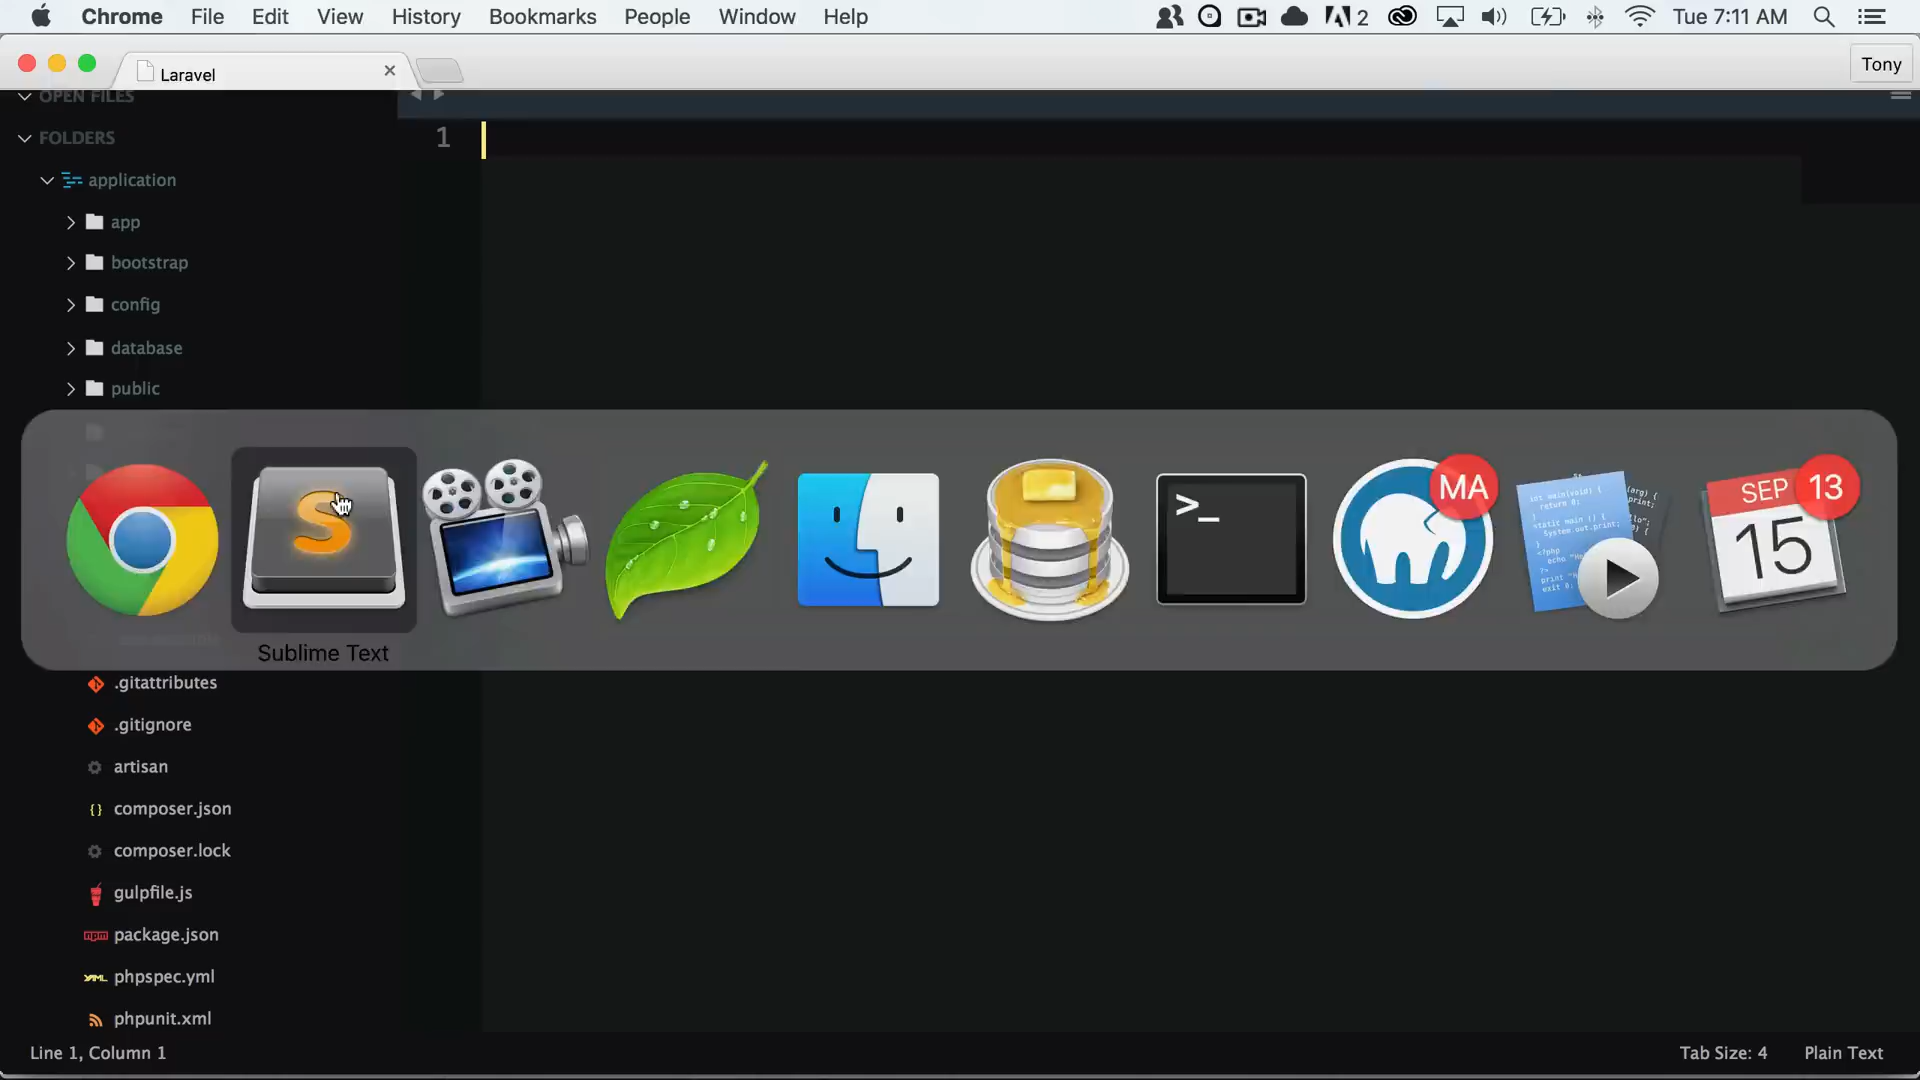 Chrome File Edit View History Bookmarks People Window Help 2 Tue 7:11 AM
Laravel Tony
OPEN FILES
FOLDERS 1
application
app
bootstrap
config
database
public
S >_ MA SEP 13
15
Sublime Text
.gitattributes
.gitignore
artisan
{} composer.json
composer.lock
gulpfile.js
npm package.json
YAML phpspec.yml
phpunit.xml
Line 1, Column 1 Tab Size: 4 Plain Text